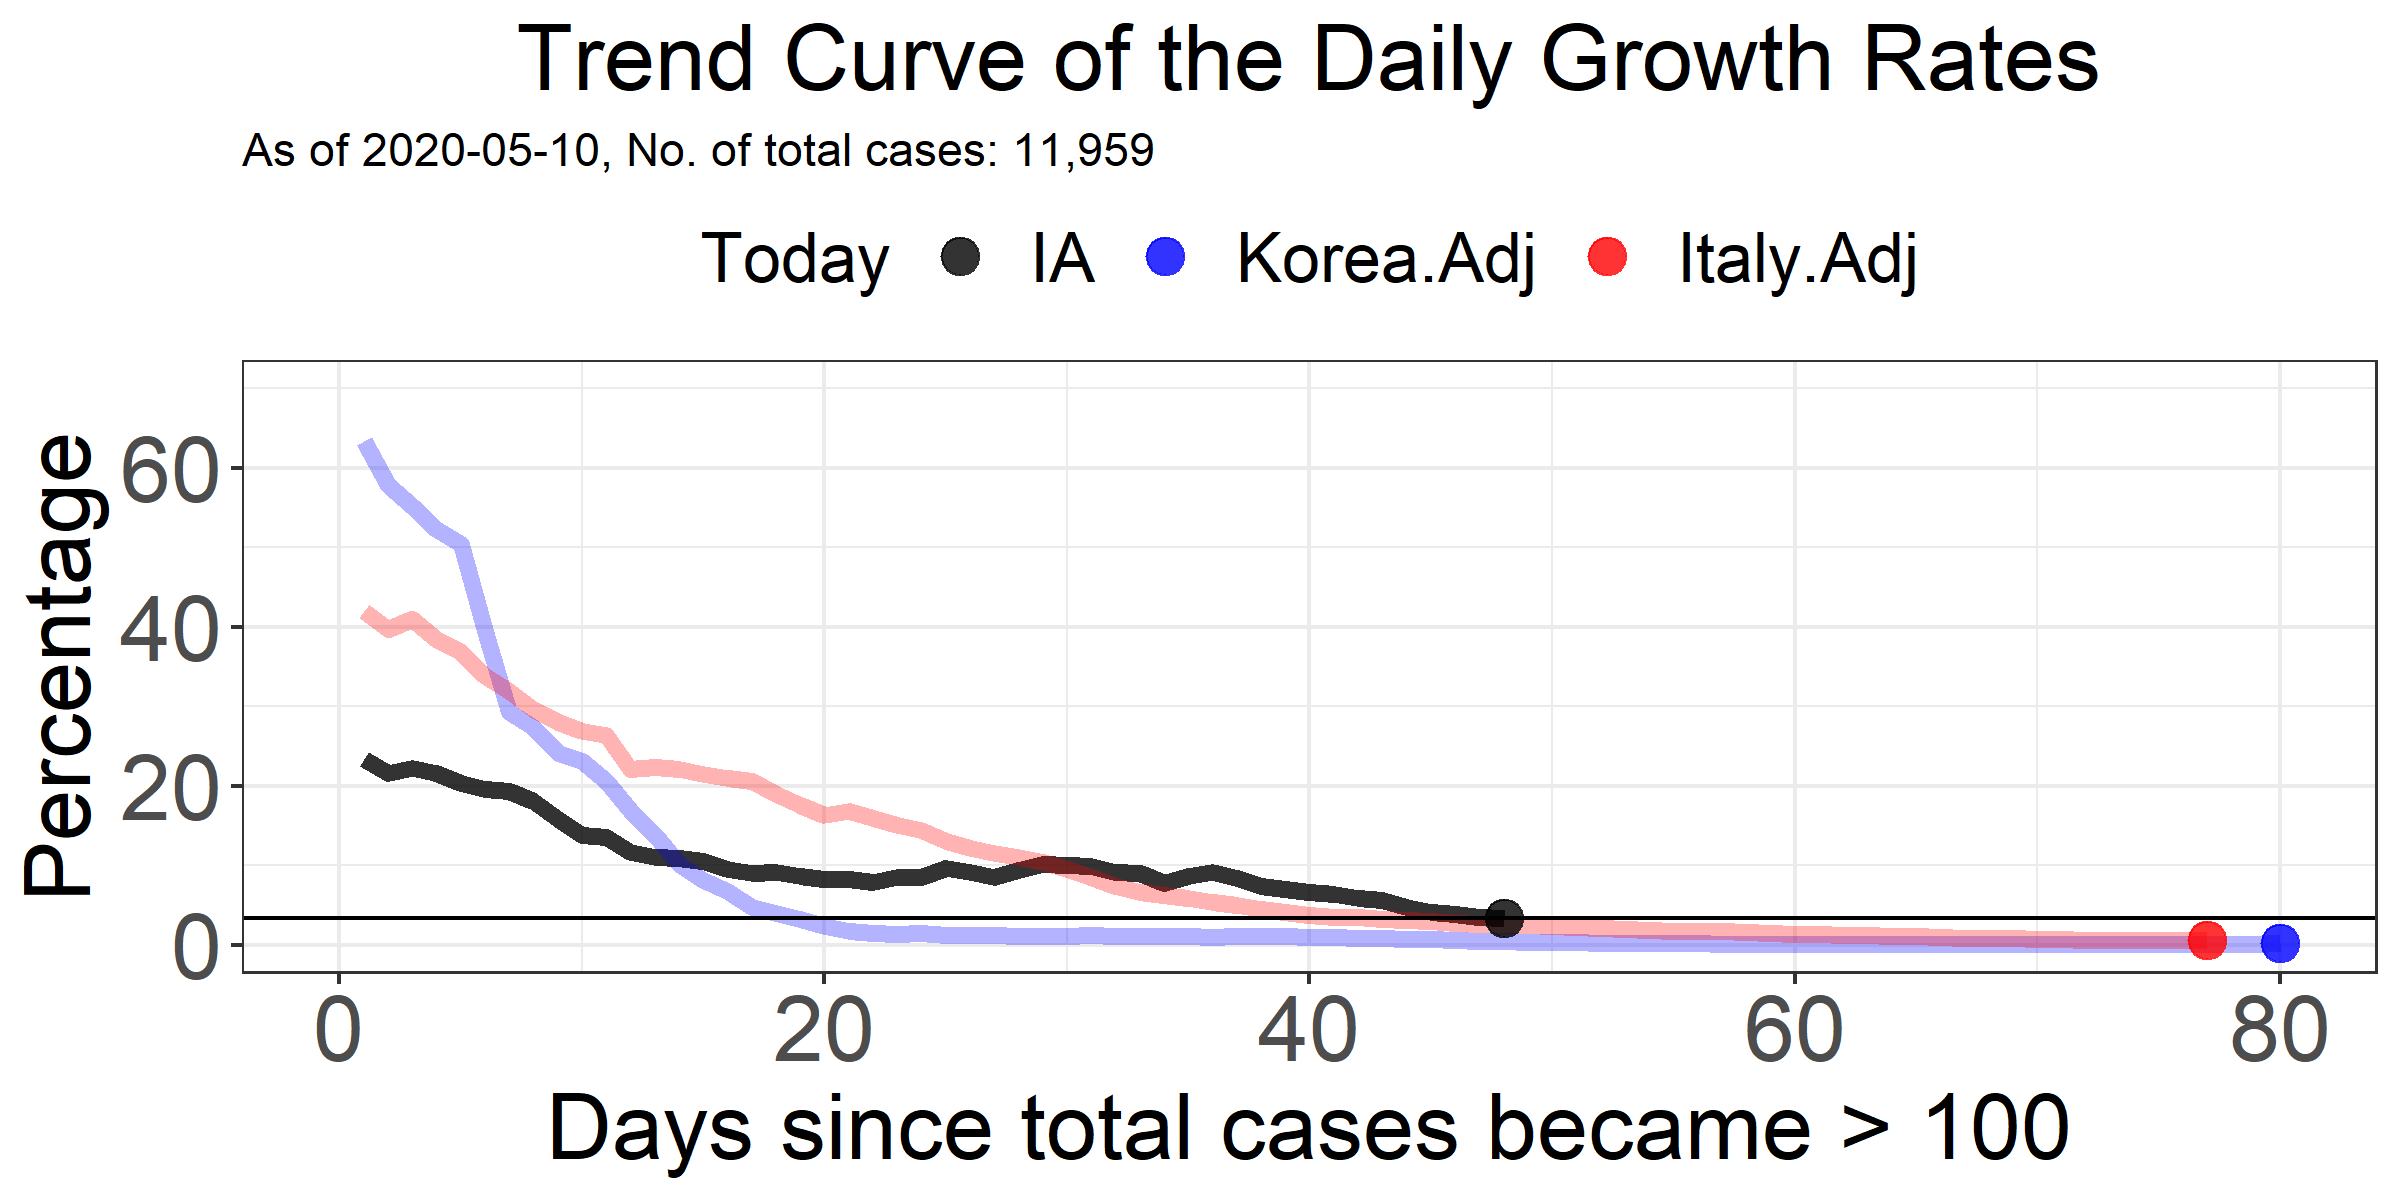 Trend Curve of the Daily Growth Rates
As of 2020-05-10, No. of total cases: 11,959
Today IA Korea.Adj Italy.Adj
Percentage
60
40
20
0
0 20 40 60 80
Days since total cases became > 100